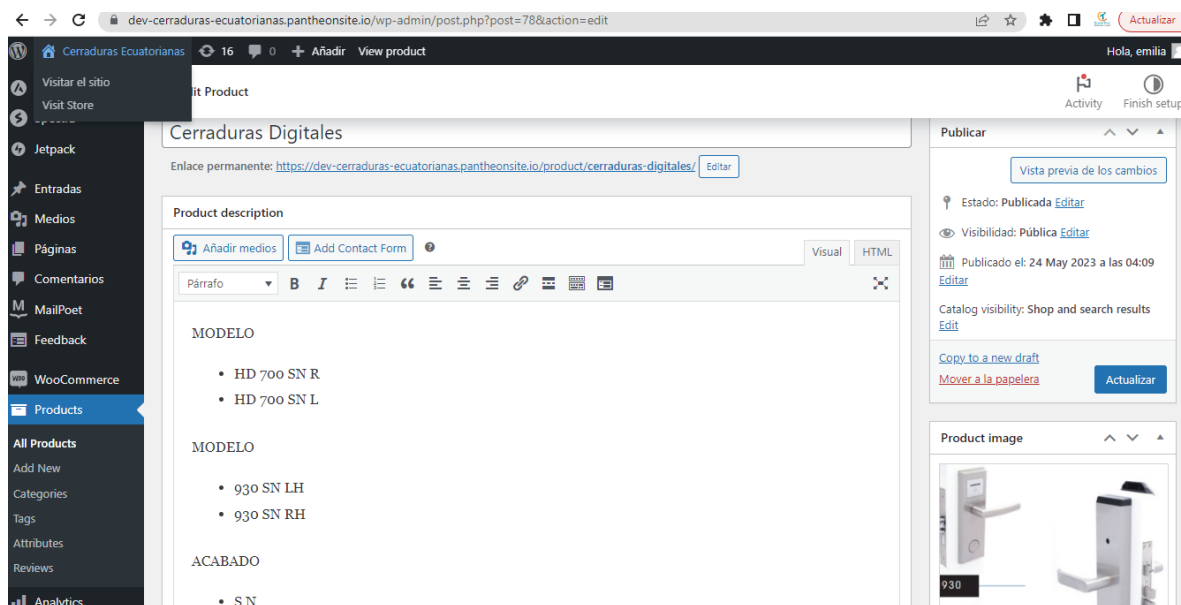 dev-cerraduras-ecuatorianas.pantheonsite.io/wp-admin/post.php?post=78&action=edit
Actualizar
Cerraduras Ecuatorianas 16 0 Añadir View product
Hola, emilia
Visitar el sitio
Visit Store
it Product
Activity
Finish setup
Jetpack
Entradas
Medios
Páginas
Comentarios
MailPoet
Feedback
WooCommerce
Products
All Products
Add New
Categories
Tags
Attributes
Reviews
Analytics
Cerraduras Digitales
Enlace permanente: https://dev-cerraduras-ecuatorianas.pantheonsite.io/product/cerraduras-digitales/ Editar
Product description
Añadir medios Add Contact Form
Visual HTML
Párrafo
MODELO
HD 700 SN R
HD 700 SN L
MODELO
930 SN LH
930 SN RH
ACABADO
S N
Publicar
Vista previa de los cambios
Estado: Publicada Editar
Visibilidad: Pública Editar
Publicado el: 24 May 2023 a las 04:09
Editar
Catalog visibility: Shop and search results
Edit
Copy to a new draft
Mover a la papelera
Actualizar
Product image
930